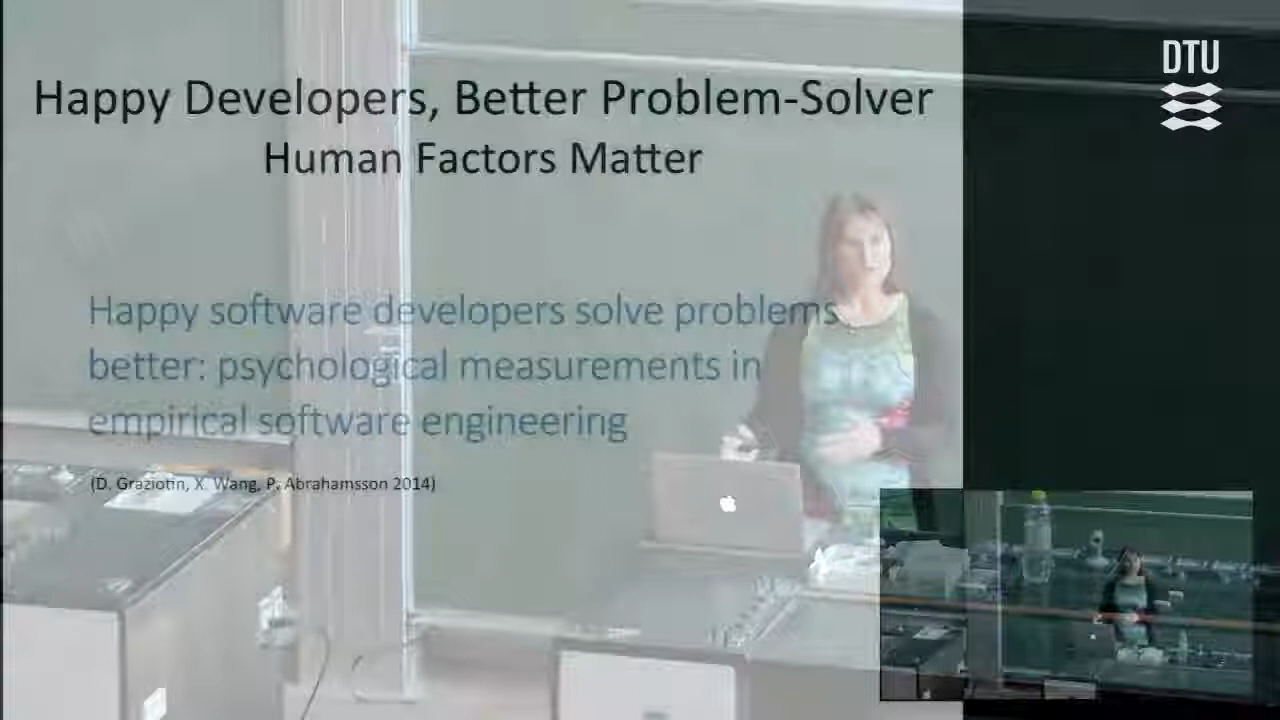 DTU
Happy Developers, Better Problem-Solver
Human Factors Matter
Happy software developers solve problems
better: psychological measurements in
empirical software engineering
(D. Graziotin, X. Wang, P. Abrahamsson 2014)